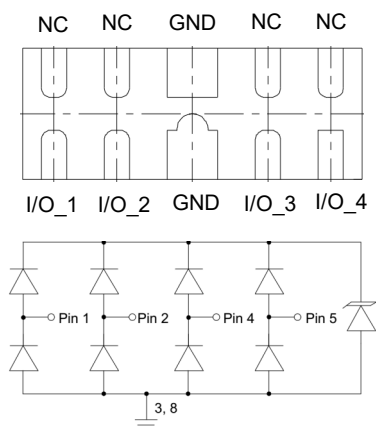 NC NC GND NC NC
I/O_1 I/O_2 GND I/O_3 I/O_4
Pin 1 Pin 2 Pin 4 Pin 5
3, 8